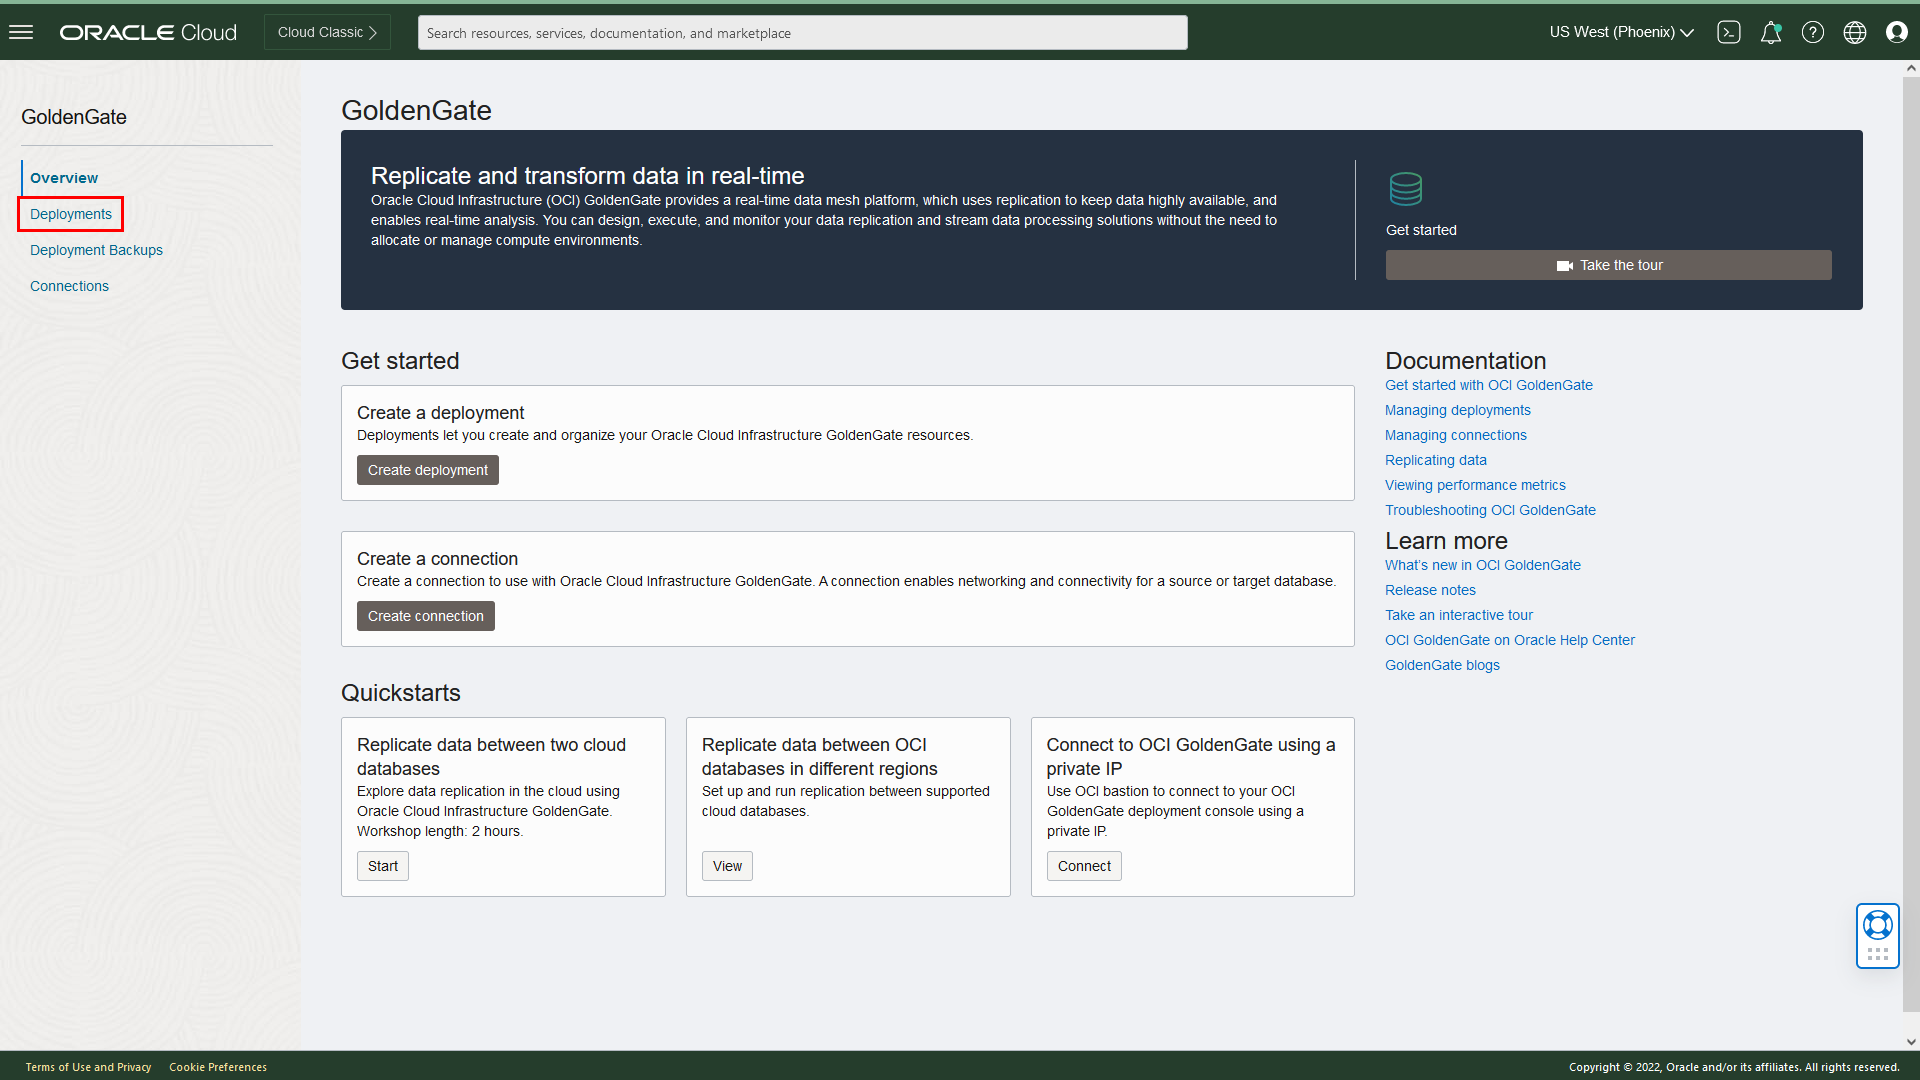 ORACLE Cloud
Cloud Classic
Search resources, services, documentation, and marketplace
US West (Phoenix)
GoldenGate
Overview
Deployments
Deployment Backups
Connections
GoldenGate
Replicate and transform data in real-time
Oracle Cloud Infrastructure (OCI) GoldenGate provides a real-time data mesh platform, which uses replication to keep data highly available, and
enables real-time analysis. You can design, execute, and monitor your data replication and stream data processing solutions without the need to
allocate or manage compute environments.
Get started
Take the tour
Get started
Create a deployment
Deployments let you create and organize your Oracle Cloud Infrastructure GoldenGate resources.
Create deployment
Create a connection
Create a connection to use with Oracle Cloud Infrastructure GoldenGate. A connection enables networking and connectivity for a source or target database.
Create connection
Documentation
Get started with OCI GoldenGate
Managing deployments
Managing connections
Replicating data
Viewing performance metrics
Troubleshooting OCI GoldenGate
Learn more
What's new in OCI GoldenGate
Release notes
Take an interactive tour
OCI GoldenGate on Oracle Help Center
GoldenGate blogs
Quickstarts
Replicate data between two cloud
databases
Explore data replication in the cloud using
Oracle Cloud Infrastructure GoldenGate.
Workshop length: 2 hours.
Start
Replicate data between OCI
databases in different regions
Set up and run replication between supported
cloud databases.
View
Connect to OCI GoldenGate using a
private IP
Use OCI bastion to connect to your OCI
GoldenGate deployment console using a
private IP.
Connect
Terms of Use and Privacy
Cookie Preferences
Copyright © 2022, Oracle and/or its affiliates. All rights reserved.